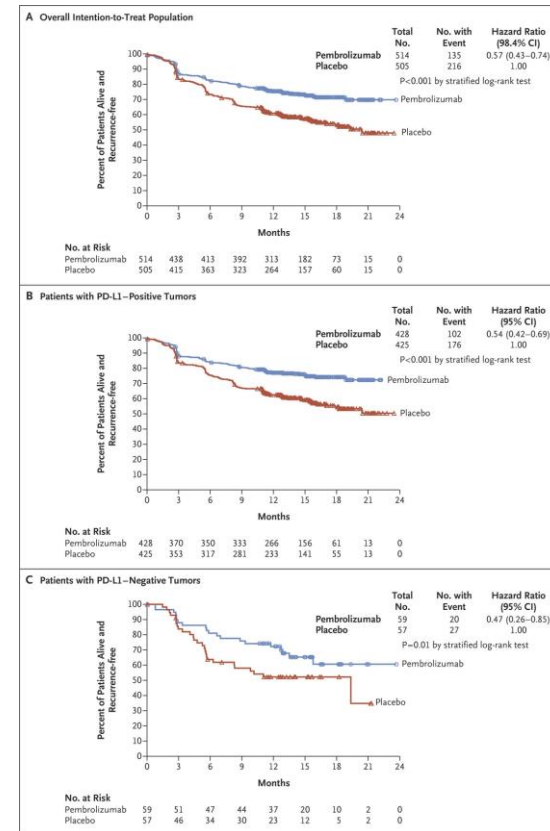 A Overall Intention-to-Treat Population
Total No. No. with Event Hazard Ratio (98.4% CI)
Pembrolizumab 514 135 0.57 (0.43–0.74)
Placebo 505 216 1.00
P<0.001 by stratified log-rank test
Percent of Patients Alive and Recurrence-free
100
90
80
70
60
50
40
30
20
10
0
Pembrolizumab
Placebo
0 3 6 9 12 15 18 21 24
Months
No. at Risk
Pembrolizumab 514 438 413 392 313 182 73 15 0
Placebo 505 415 363 323 264 157 60 15 0
B Patients with PD-L1–Positive Tumors
Total No. No. with Event Hazard Ratio (95% CI)
Pembrolizumab 428 102 0.54 (0.42–0.69)
Placebo 425 176 1.00
P<0.001 by stratified log-rank test
Percent of Patients Alive and Recurrence-free
100
90
80
70
60
50
40
30
20
10
0
Pembrolizumab
Placebo
0 3 6 9 12 15 18 21 24
Months
No. at Risk
Pembrolizumab 428 370 350 333 266 156 61 13 0
Placebo 425 353 317 281 233 141 55 13 0
C Patients with PD-L1–Negative Tumors
Total No. No. with Event Hazard Ratio (95% CI)
Pembrolizumab 59 20 0.47 (0.26–0.85)
Placebo 57 27 1.00
P=0.01 by stratified log-rank test
Percent of Patients Alive and Recurrence-free
100
90
80
70
60
50
40
30
20
10
0
Pembrolizumab
Placebo
0 3 6 9 12 15 18 21 24
Months
No. at Risk
Pembrolizumab 59 51 47 44 37 20 10 2 0
Placebo 57 46 34 30 23 12 5 2 0